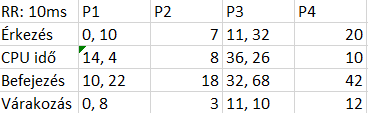 RR: 10ms P1 P2 P3 P4
Érkezés 0, 10 7 11, 32 20
CPU idő 14, 4 8 36, 26 10
Befejezés 10, 22 18 32, 68 42
Várakozás 0, 8 3 11, 10 12